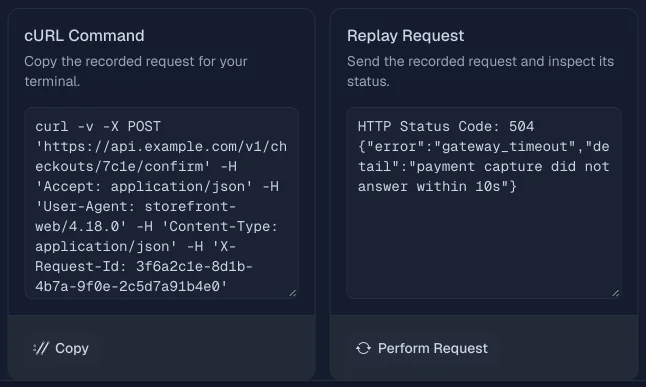 cURL Command
Copy the recorded request for your
terminal.
curl -v -X POST
'https://api.example.com/v1/ch
eckouts/7c1e/confirm' -H
'Accept: application/json' -H
'User-Agent: storefront-
web/4.18.0' -H 'Content-Type:
application/json' -H 'X-
Request-Id: 3f6a2c1e-8d1b-
4b7a-9f0e-2c5d7a91b4e0'
Copy
Replay Request
Send the recorded request and inspect its
status.
HTTP Status Code: 504
{"error":"gateway_timeout","de
tail":"payment capture did not
answer within 10s"}
Perform Request